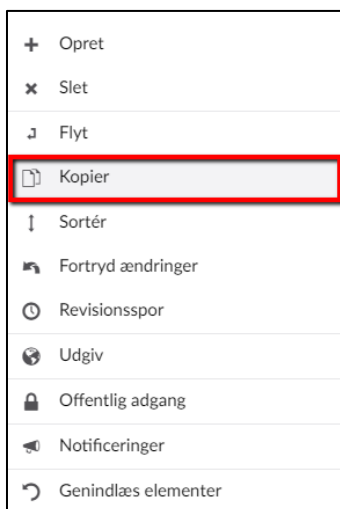 Opret
Slet
Flyt
Kopier
Sortér
Fortryd ændringer
Revisionsspor
Udgiv
Offentlig adgang
Notificeringer
Genindlæs elementer